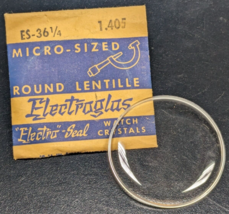 ES-36¼ 1.405
MICRO-SIZED
ROUND LENTILLE
Electroglas
"Electro"-Seal WATCH
CRYSTALS